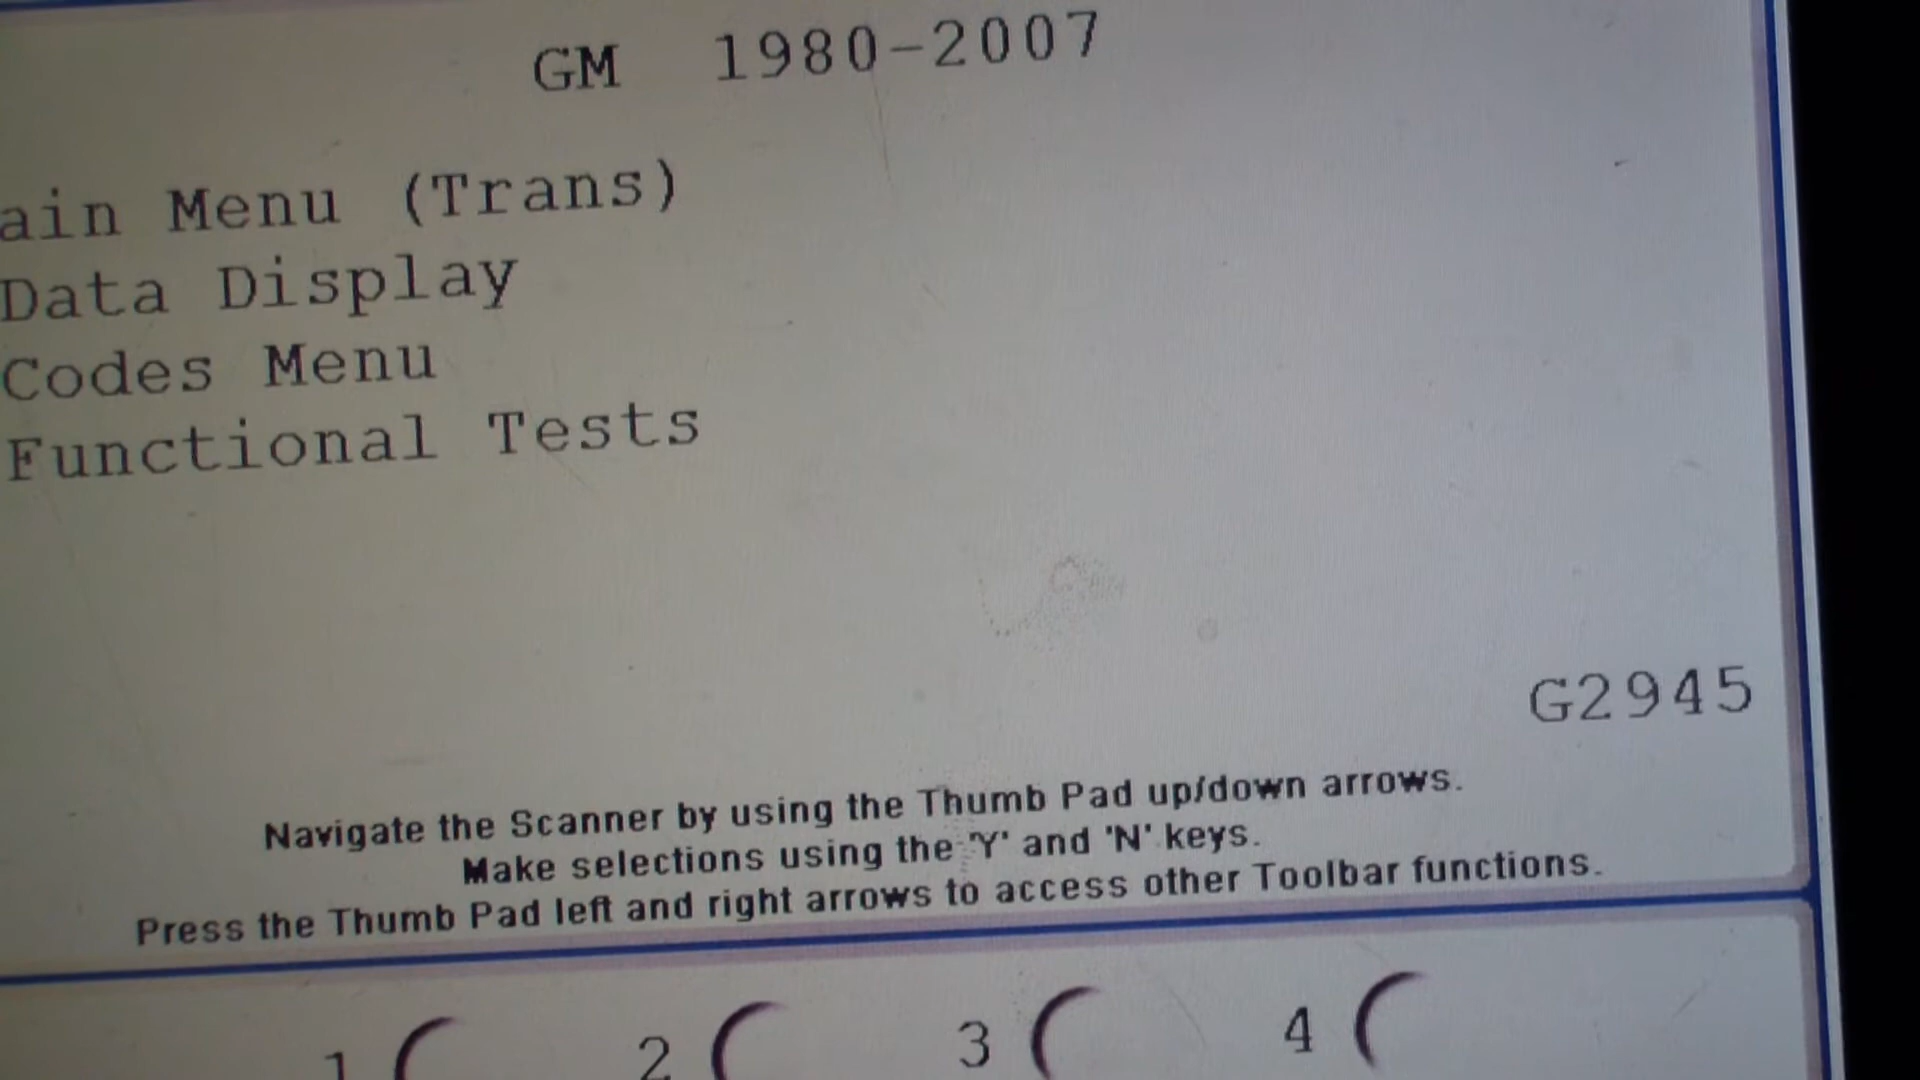 GM 1980-2007
ain Menu (Trans)
Data Display
Codes Menu
Functional Tests
G2945
Navigate the Scanner by using the Thumb Pad up/down arrows.
Make selections using the 'Y' and 'N' keys.
Press the Thumb Pad left and right arrows to access other Toolbar functions.
1 2 3 4